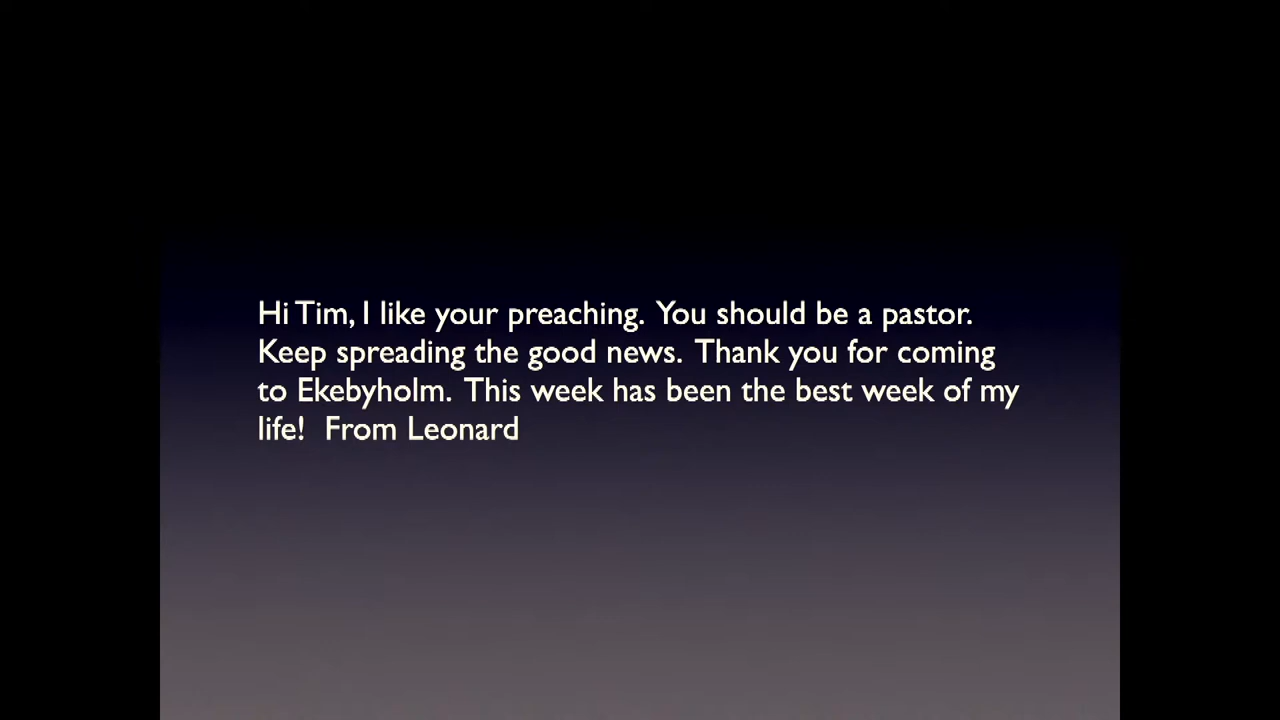 Hi Tim, I like your preaching. You should be a pastor.
Keep spreading the good news. Thank you for coming
to Ekebyholm. This week has been the best week of my
life! From Leonard